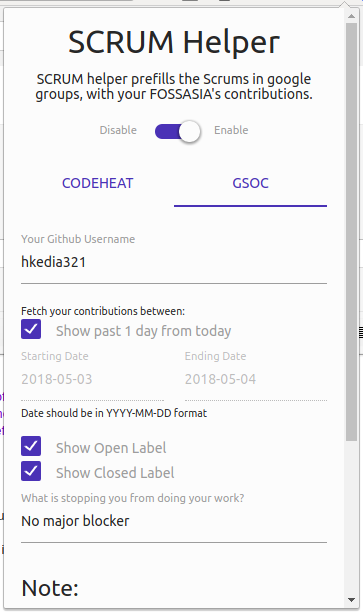 SCRUM Helper
SCRUM helper prefills the Scrums in google
groups, with your FOSSASIA's contributions.
Disable Enable
CODEHEAT GSOC
Your Github Username
hkedia321
Fetch your contributions between:
Show past 1 day from today
Starting Date Ending Date
2018-05-03 2018-05-04
Date should be in YYYY-MM-DD format
Show Open Label
Show Closed Label
What is stopping you from doing your work?
No major blocker
Note: